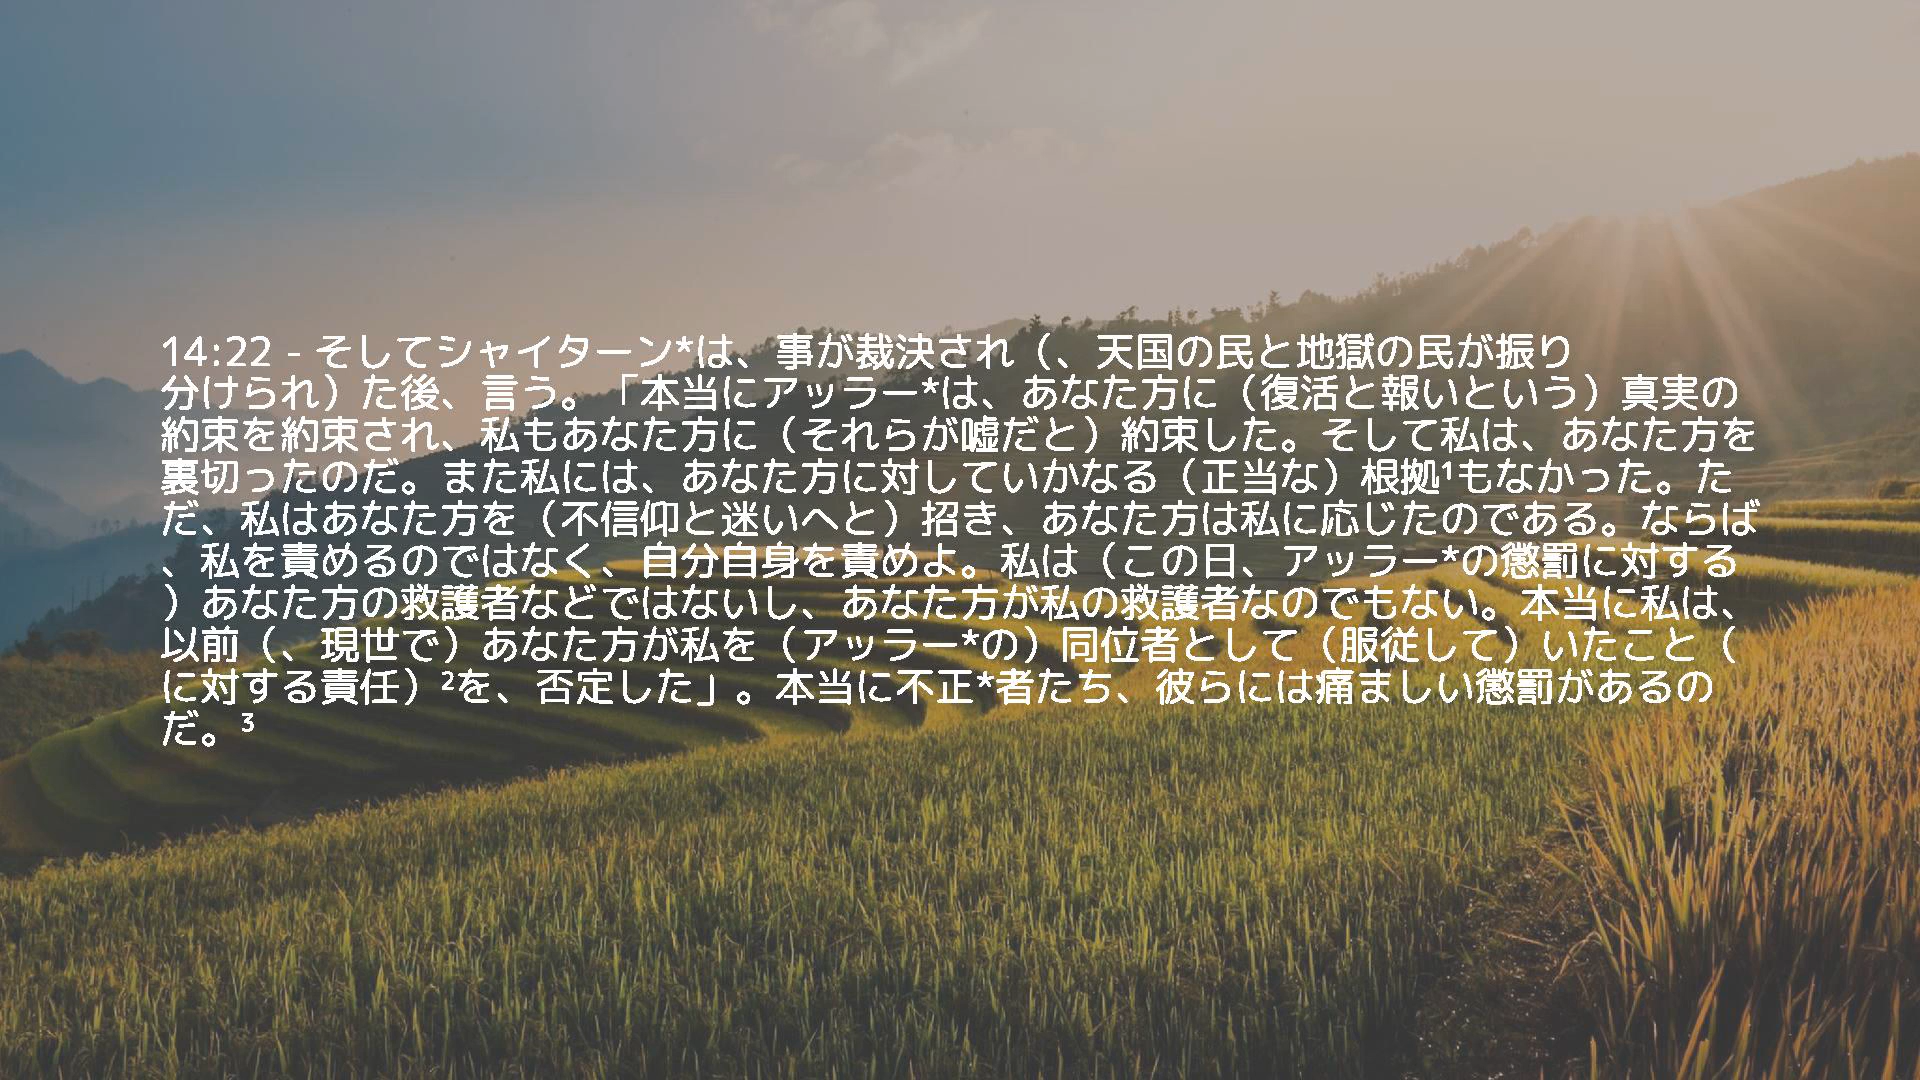 14:22 - そしてシャイターン*は、事が裁決され（、天国の民と地獄の民が振り
分けられ）た後、言う。「本当にアッラー*は、あなた方に（復活と報いという）真実の
約束を約束され、私もあなた方に（それらが嘘だと）約束した。そして私は、あなた方を
裏切ったのだ。また私には、あなた方に対していかなる（正当な）根拠¹もなかった。た
だ、私はあなた方を（不信仰と迷いへと）招き、あなた方は私に応じたのである。ならば
、私を責めるのではなく、自分自身を責めよ。私は（この日、アッラー*の懲罰に対する
）あなた方の救護者などではないし、あなた方が私の救護者なのでもない。本当に私は、
以前（、現世で）あなた方が私を（アッラー*の）同位者として（服従して）いたこと（
に対する責任）²を、否定した」。本当に不正*者たち、彼らには痛ましい懲罰があるの
だ。³